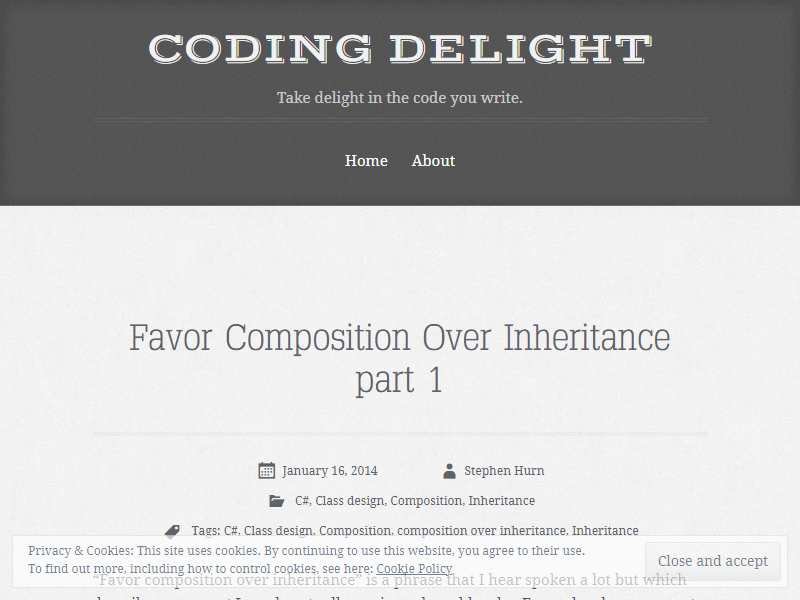 CODING DELIGHT
Take delight in the code you write.
Home About
Favor Composition Over Inheritance
part 1
January 16, 2014 Stephen Hurn
C#, Class design, Composition, Inheritance
Tags: C#, Class design, Composition, composition over inheritance, Inheritance
Privacy & Cookies: This site uses cookies. By continuing to use this website, you agree to their use.
To find out more, including how to control cookies, see here: Cookie Policy
Close and accept
“Favor composition over inheritance” is a phrase that I hear spoken a lot but which